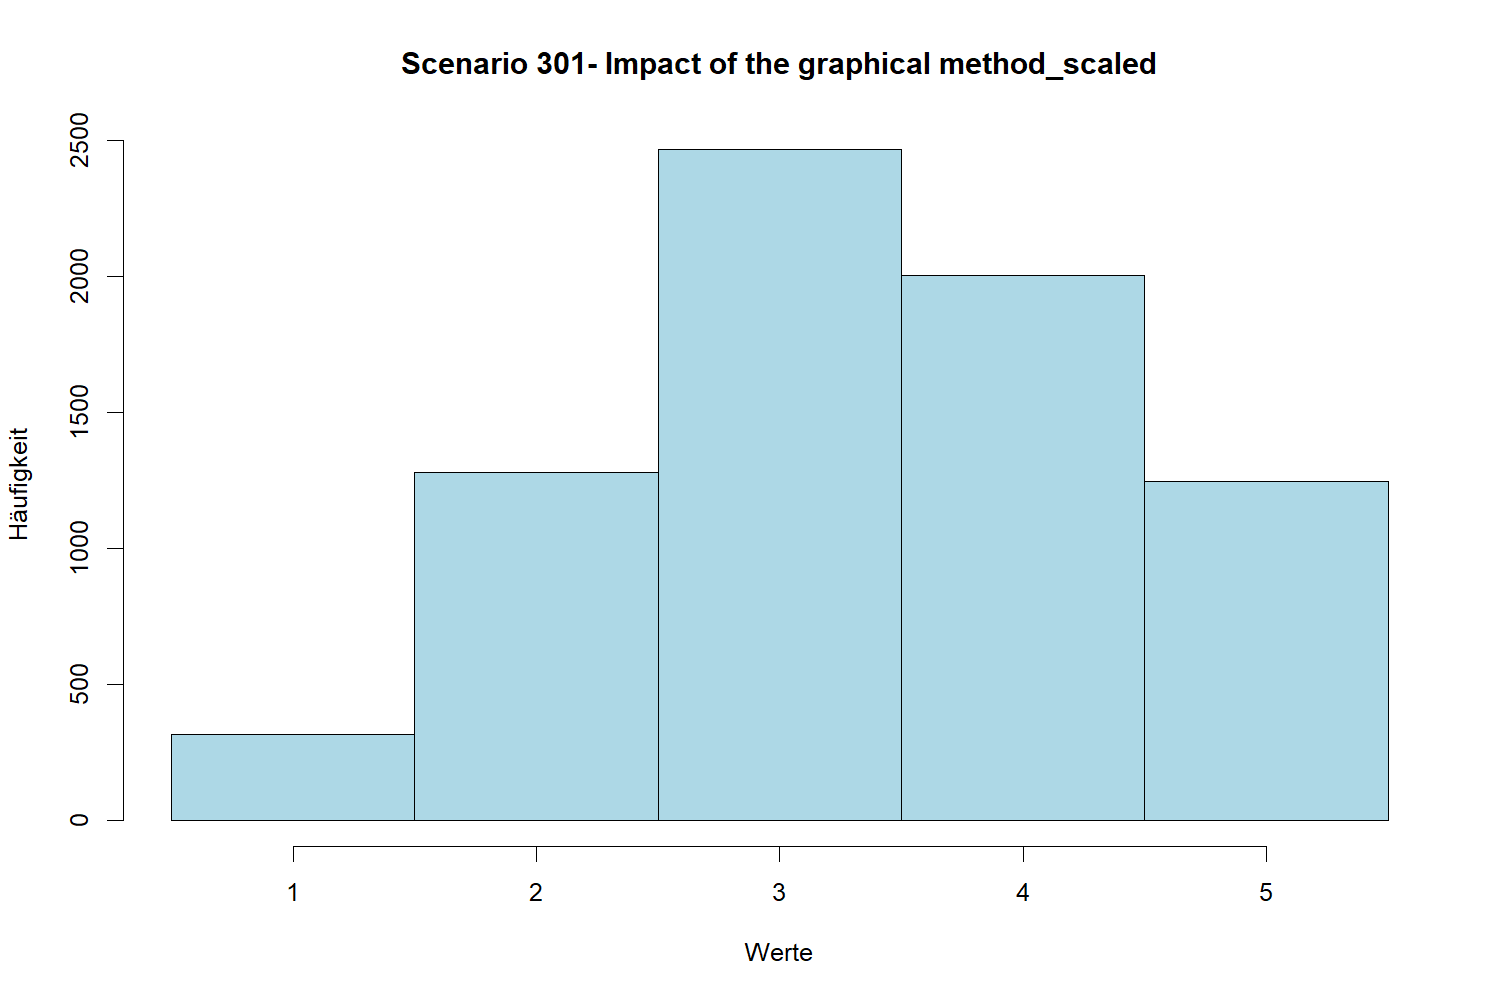 Scenario 301- Impact of the graphical method_scaled
Häufigkeit
2500
2000
1500
1000
500
0
1 2 3 4 5
Werte